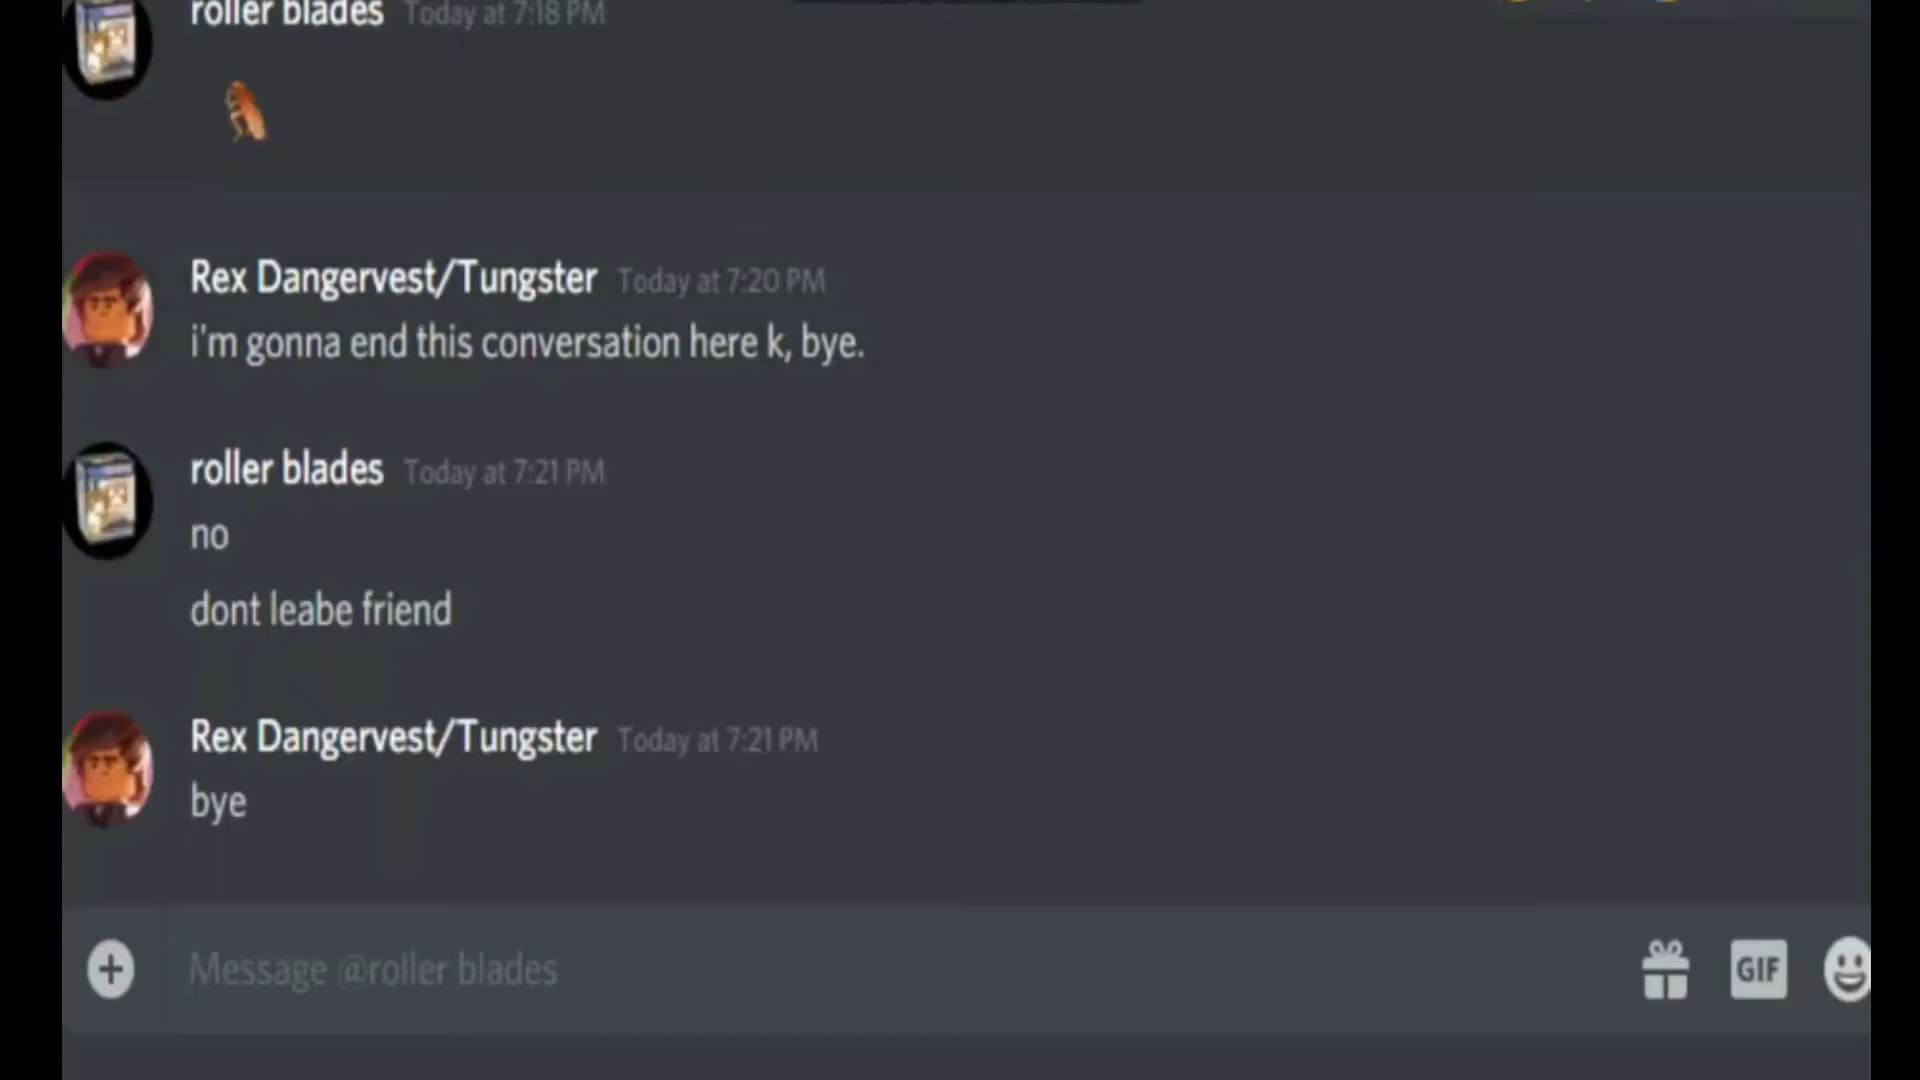 roller blades Today at 7:18 PM
Rex Dangervest/Tungster Today at 7:20 PM
i'm gonna end this conversation here k, bye.
roller blades Today at 7:21 PM
no
dont leabe friend
Rex Dangervest/Tungster Today at 7:21 PM
bye
Message @roller blades
GIF